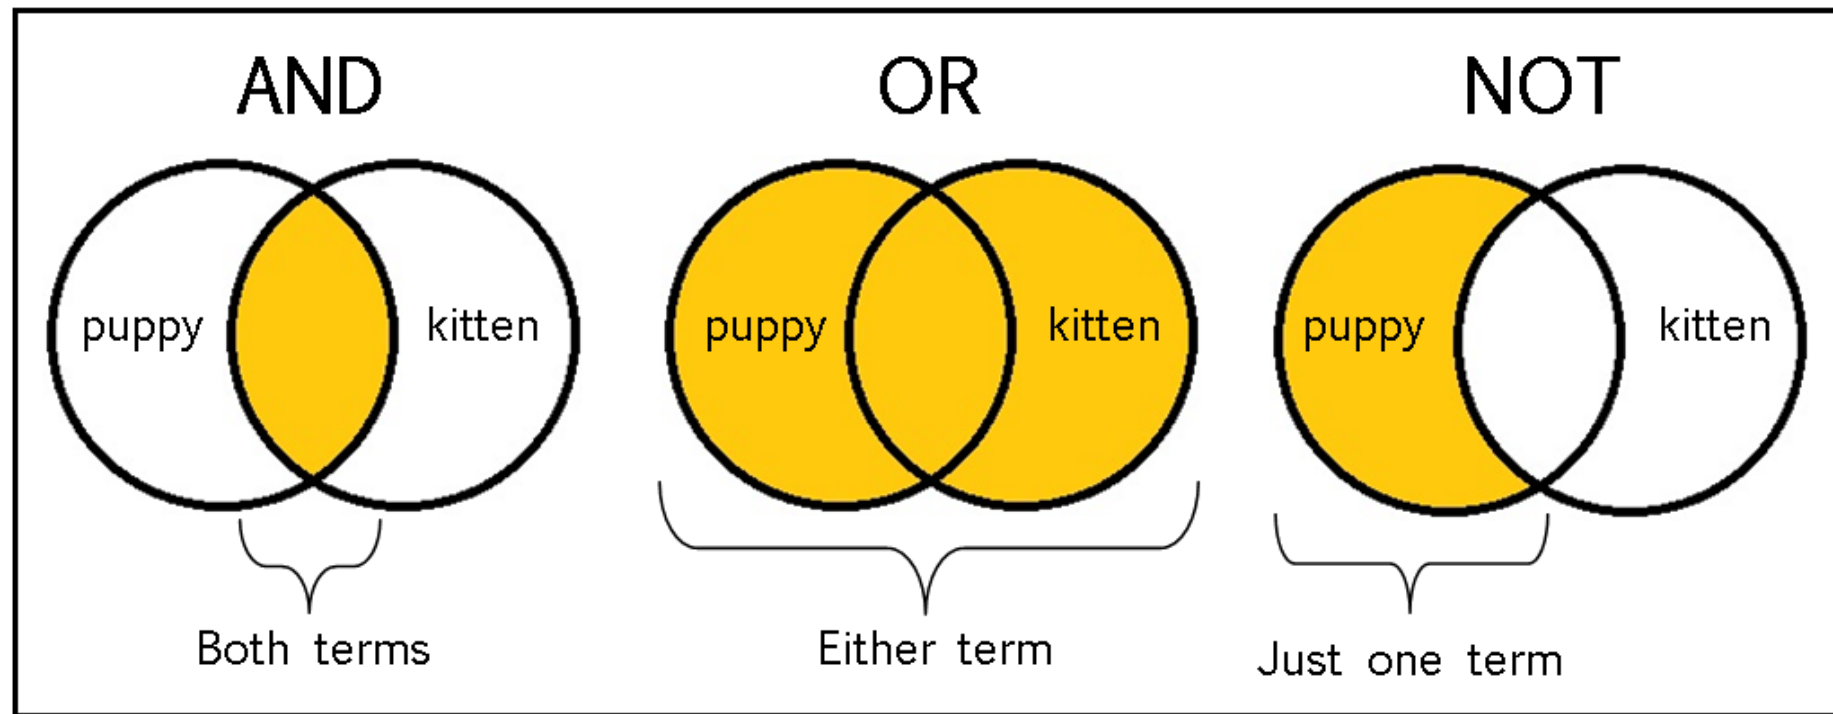 AND
puppy
kitten
Both terms
OR
puppy
kitten
Either term
NOT
puppy
kitten
Just one term